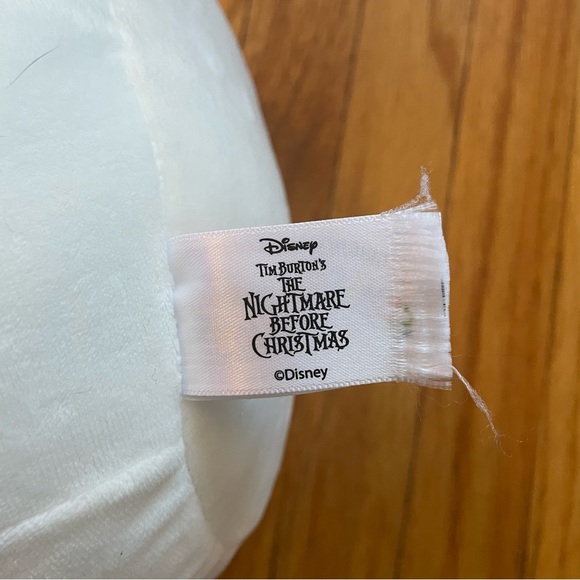 Disney
TIM BURTON'S
THE
NIGHTMARE
BEFORE
CHRISTMAS
©Disney